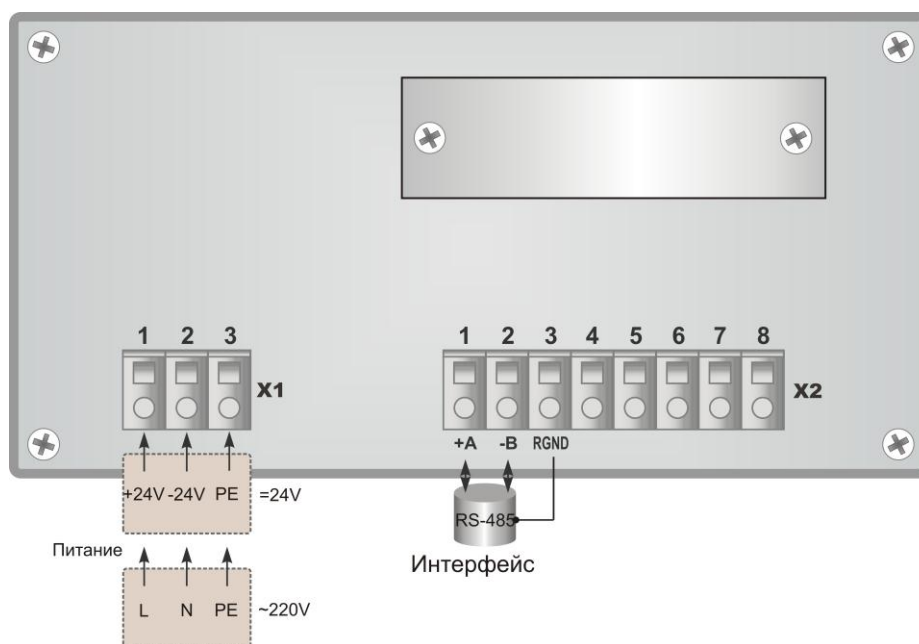 1 2 3
1 2 3 4 5 6 7 8
X1
X2
+A -B RGND
+24V -24V PE =24V
RS-485
Питание
Интерфейс
L N PE ~220V